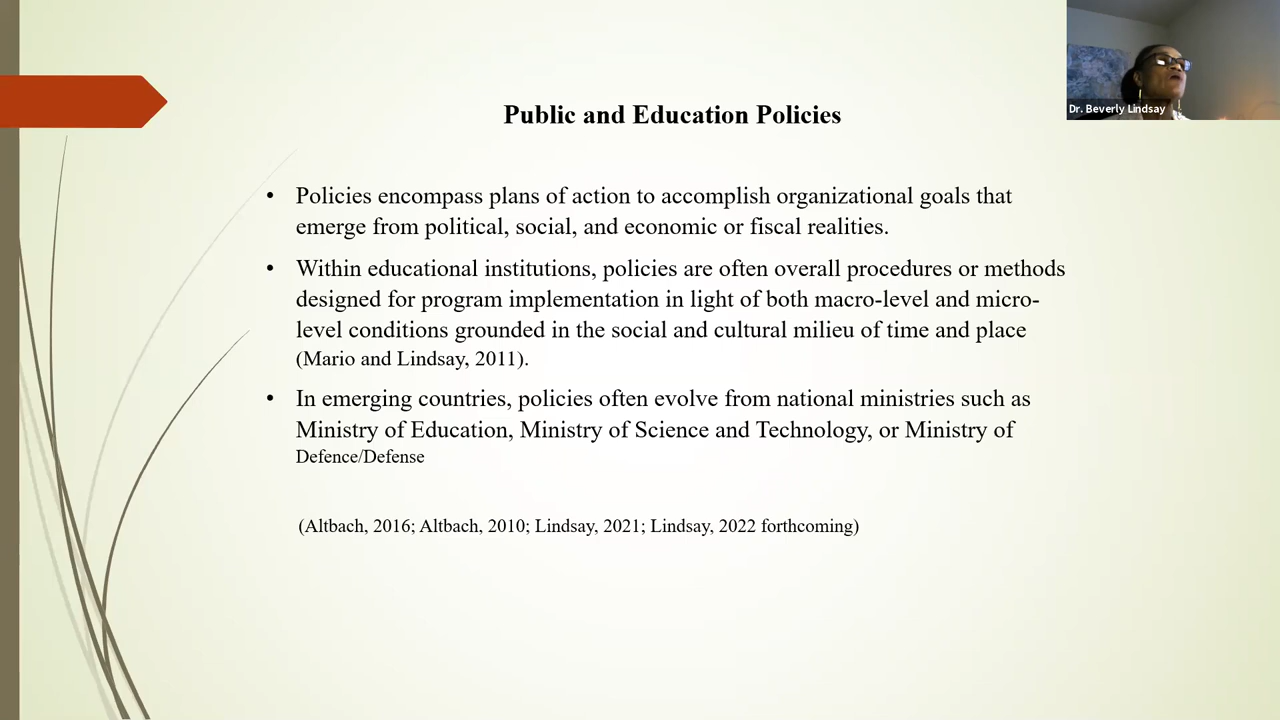 Dr. Beverly Lindsay
Public and Education Policies
• Policies encompass plans of action to accomplish organizational goals that
emerge from political, social, and economic or fiscal realities.
• Within educational institutions, policies are often overall procedures or methods
designed for program implementation in light of both macro-level and micro-
level conditions grounded in the social and cultural milieu of time and place
(Mario and Lindsay, 2011).
• In emerging countries, policies often evolve from national ministries such as
Ministry of Education, Ministry of Science and Technology, or Ministry of
Defence/Defense
(Altbach, 2016; Altbach, 2010; Lindsay, 2021; Lindsay, 2022 forthcoming)